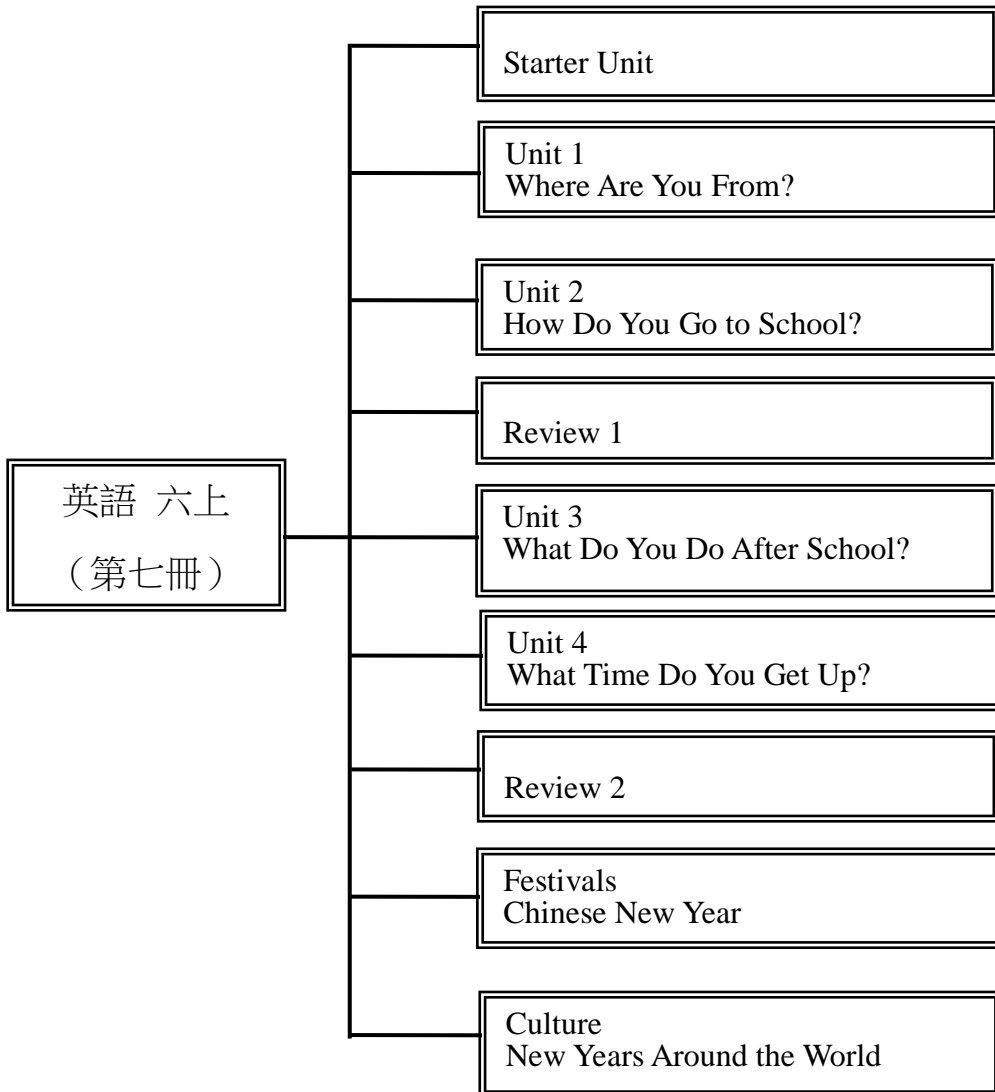 Starter Unit
Unit 1
Where Are You From?
Unit 2
How Do You Go to School?
Review 1
英語 六上
（第七冊）
Unit 3
What Do You Do After School?
Unit 4
What Time Do You Get Up?
Review 2
Festivals
Chinese New Year
Culture
New Years Around the World